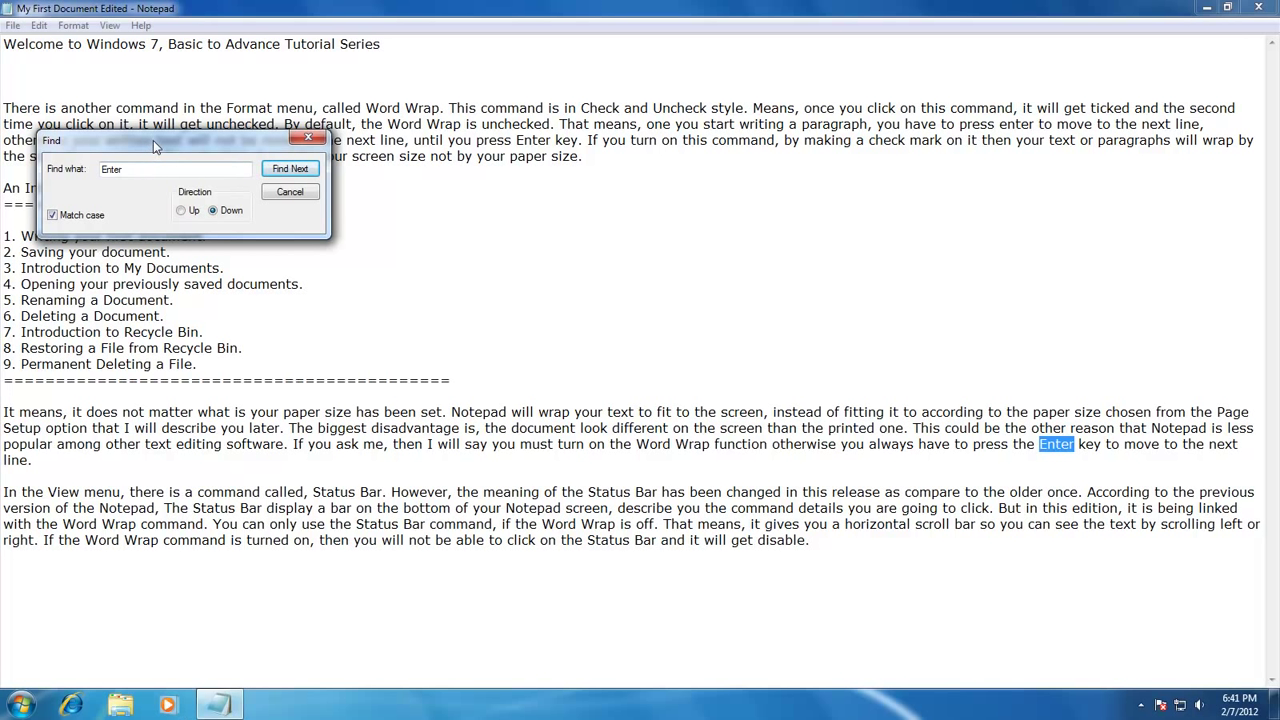 My First Document Edited - Notepad
File Edit Format View Help
Welcome to Windows 7, Basic to Advance Tutorial Series
There is another command in the Format menu, called Word Wrap. This command is in Check and Uncheck style. Means, once you click on this command, it will get ticked and the second
time you click on it, it will get unchecked. By default, the Word Wrap is unchecked. That means, one you start writing a paragraph, you have to press enter to move to the next line,
next line, until you press Enter key. If you turn on this command, by making a check mark on it then your text or paragraphs will wrap by
the screen size not by your paper size.
Find
Find what: Enter Find Next
Direction Cancel
Up Down
Match case
An
2. Saving your document.
3. Introduction to My Documents.
4. Opening your previously saved documents.
5. Renaming a Document.
6. Deleting a Document.
7. Introduction to Recycle Bin.
8. Restoring a File from Recycle Bin.
9. Permanent Deleting a File.
===========================================
It means, it does not matter what is your paper size has been set. Notepad will wrap your text to fit to the screen, instead of fitting it to according to the paper size chosen from the Page
Setup option that I will describe you later. The biggest disadvantage is, the document look different on the screen than the printed one. This could be the other reason that Notepad is less
popular among other text editing software. If you ask me, then I will say you must turn on the Word Wrap function otherwise you always have to press the Enter key to move to the next
line.
In the View menu, there is a command called, Status Bar. However, the meaning of the Status Bar has been changed in this release as compare to the older once. According to the previous
version of the Notepad, The Status Bar display a bar on the bottom of your Notepad screen, describe you the command details you are going to click. But in this edition, it is being linked
with the Word Wrap command. You can only use the Status Bar command, if the Word Wrap is off. That means, it gives you a horizontal scroll bar so you can see the text by scrolling left or
right. If the Word Wrap command is turned on, then you will not be able to click on the Status Bar and it will get disable.
6:41 PM
2/7/2012